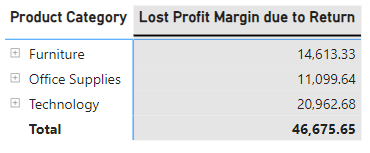 Product Category Lost Profit Margin due to Return
Furniture 14,613.33
Office Supplies 11,099.64
Technology 20,962.68
Total 46,675.65